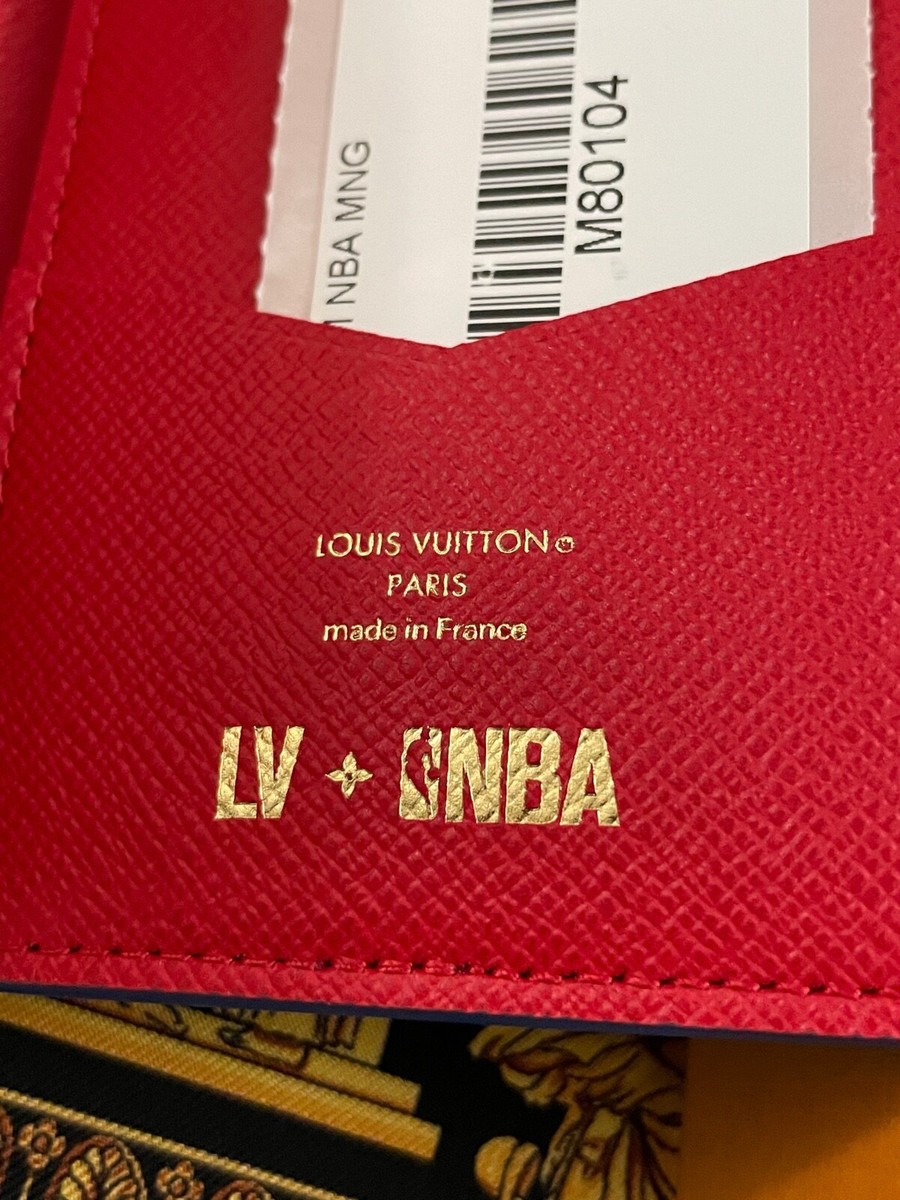 NBA MNG
M80104
LOUIS VUITTON®
PARIS
made in France
LV + NBA